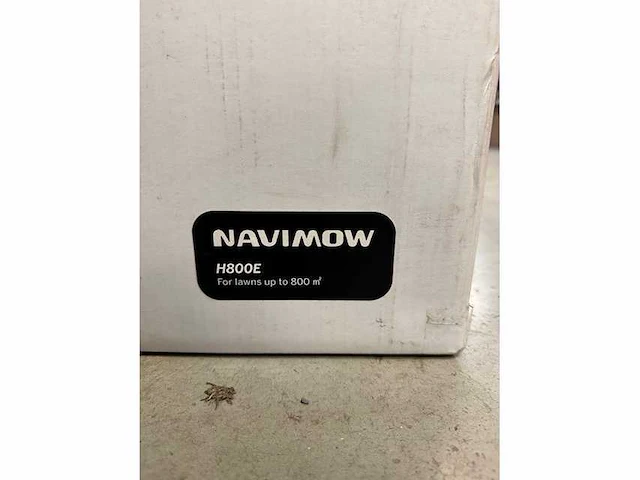 NAVIMOW
H800E
For lawns up to 800 ㎡